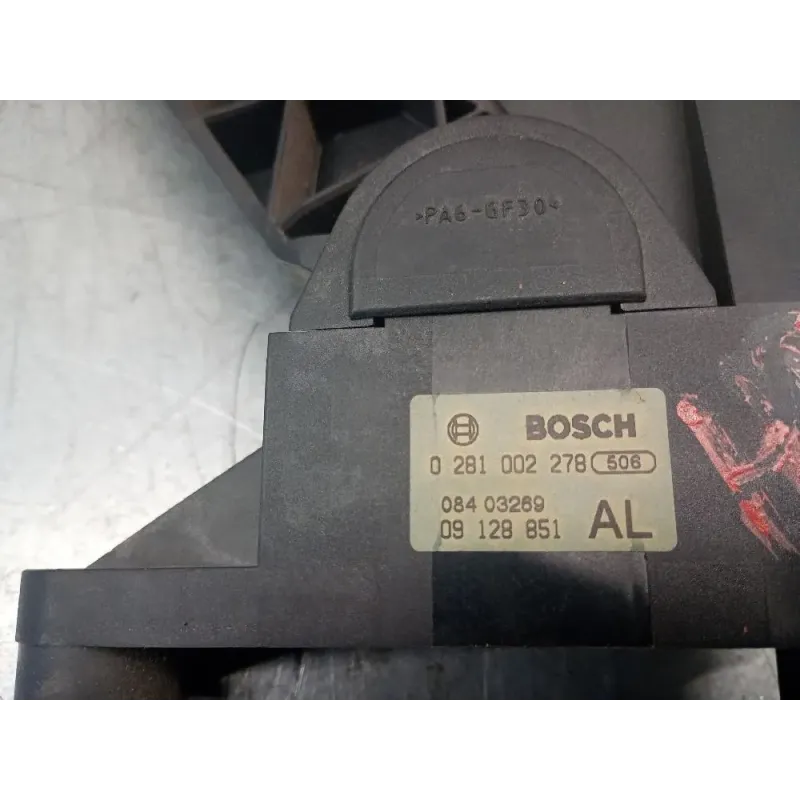 >PA6-GF30<
BOSCH
0 281 002 278 506
084 03269
09 128 851 AL